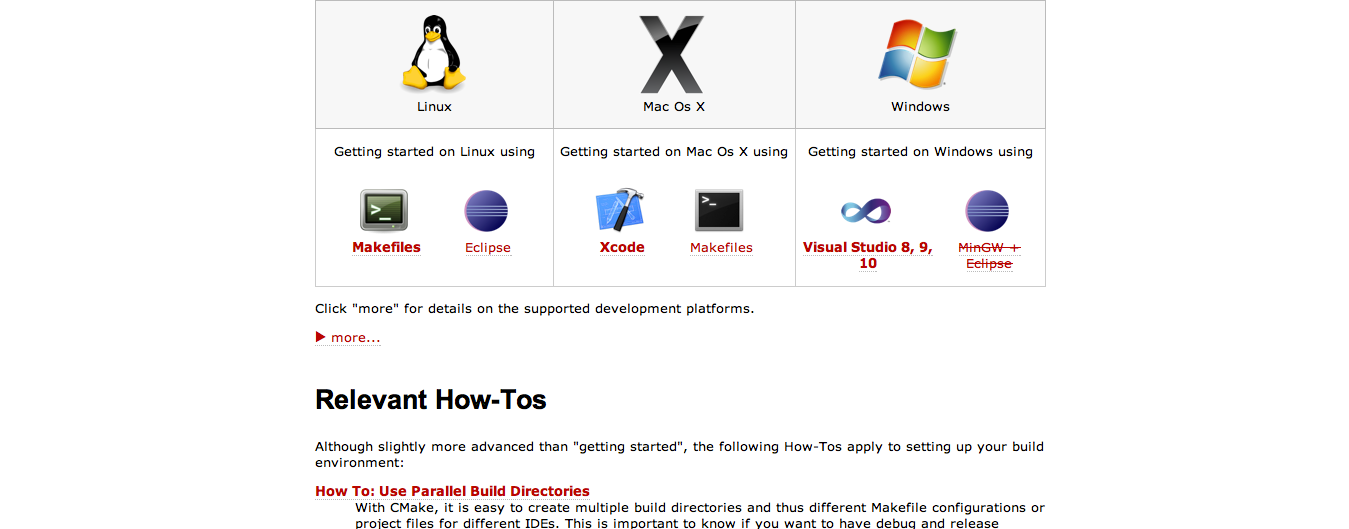 Linux
Mac Os X
Windows
Getting started on Linux using
Getting started on Mac Os X using
Getting started on Windows using
>_
>_
Makefiles
Eclipse
Xcode
Makefiles
Visual Studio 8, 9,
10
MinGW +
Eclipse
Click "more" for details on the supported development platforms.
▶ more...
Relevant How-Tos
Although slightly more advanced than "getting started", the following How-Tos apply to setting up your build
environment:
How To: Use Parallel Build Directories
With CMake, it is easy to create multiple build directories and thus different Makefile configurations or
project files for different IDEs. This is important to know if you want to have debug and release